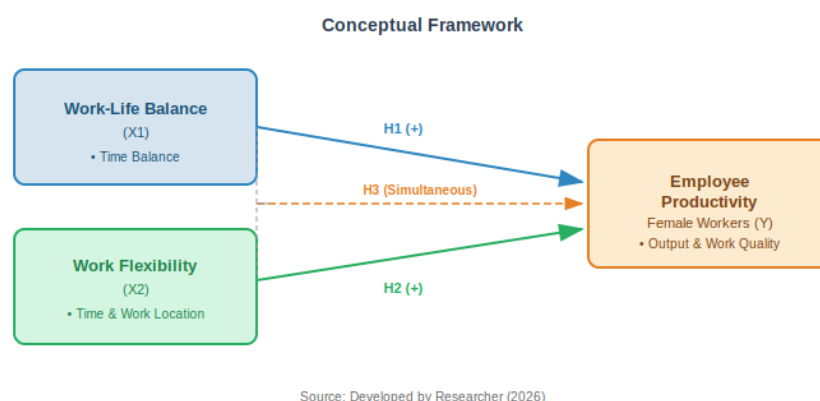 Conceptual Framework
Work-Life Balance
(X1)
• Time Balance
H1 (+)
H3 (Simultaneous)
Employee
Productivity
Female Workers (Y)
• Output & Work Quality
Work Flexibility
(X2)
• Time & Work Location
H2 (+)
Source: Developed by Researcher (2026)